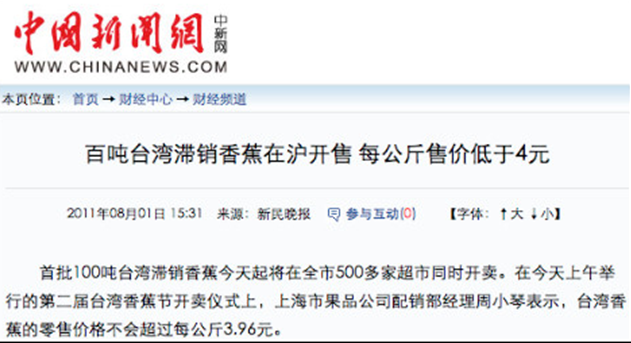 中國新聞網
中新网
WWW.CHINANEWS.COM
本页位置: 首页 → 财经中心 → 财经频道
百吨台湾滞销香蕉在沪开售 每公斤售价低于4元
2011年08月01日 15:31 来源: 新民晚报 参与互动(0) 【字体: ↑大 ↓小】
首批100吨台湾滞销香蕉今天起将在全市500多家超市同时开卖。在今天上午举
行的第二届台湾香蕉节开卖仪式上，上海市果品公司配销部经理周小琴表示，台湾香
蕉的零售价格不会超过每公斤3.96元。